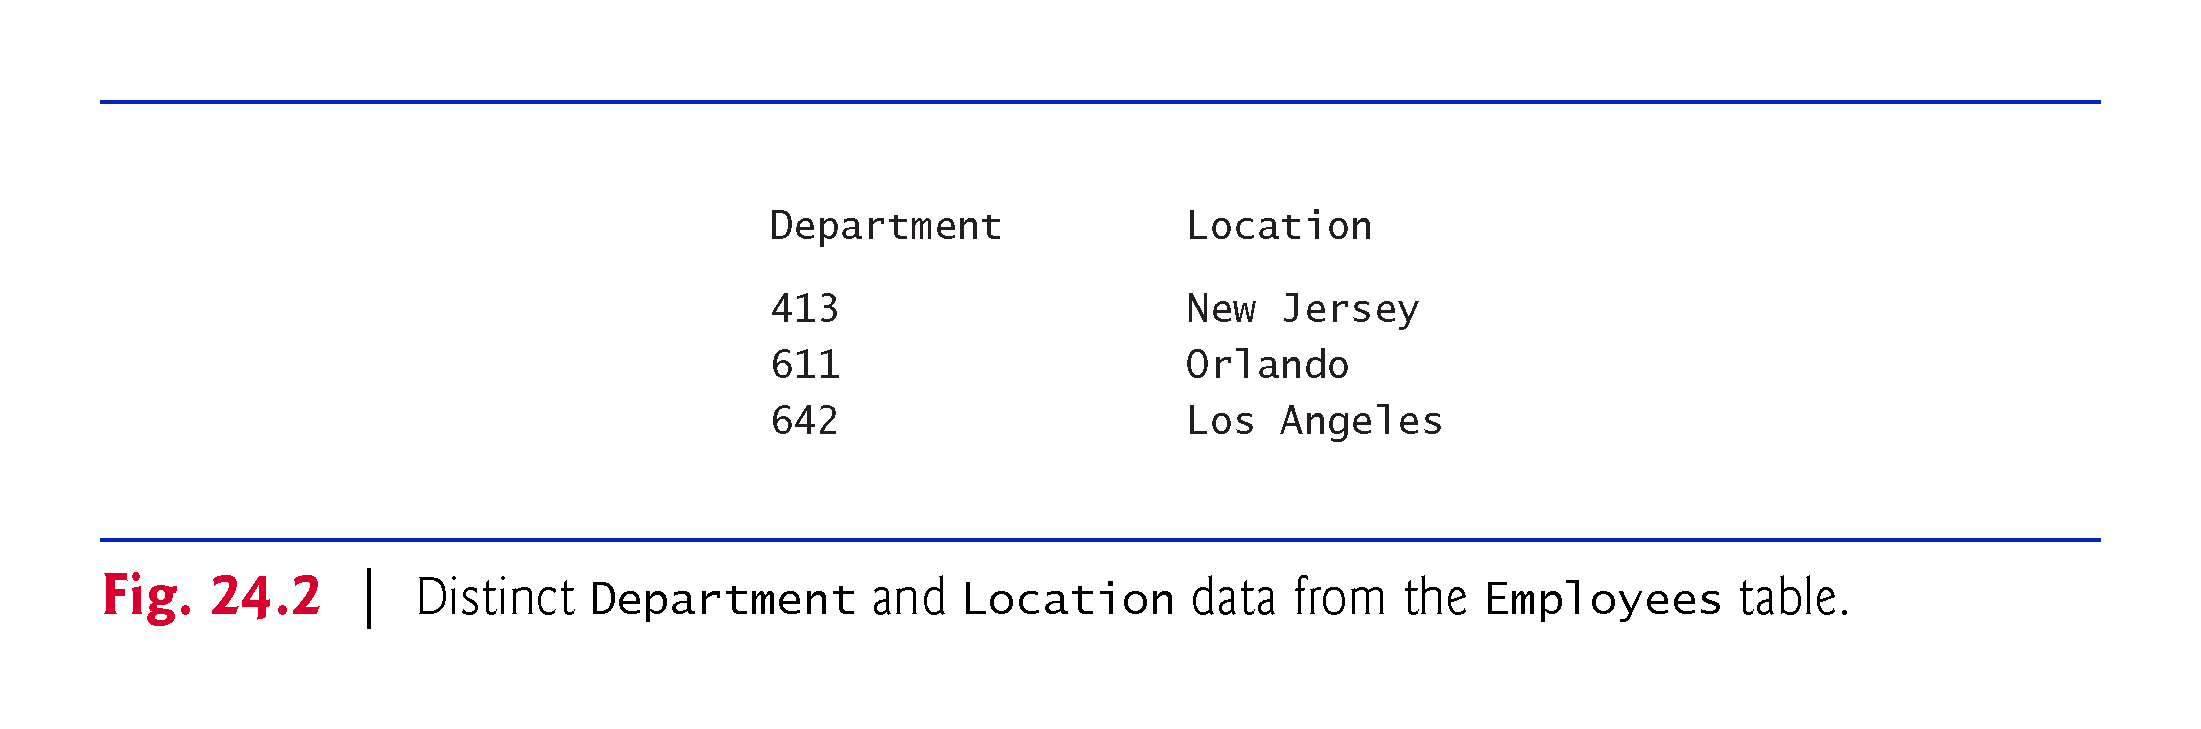 Department Location
413 New Jersey
611 Orlando
642 Los Angeles
Fig. 24.2 | Distinct Department and Location data from the Employees table.